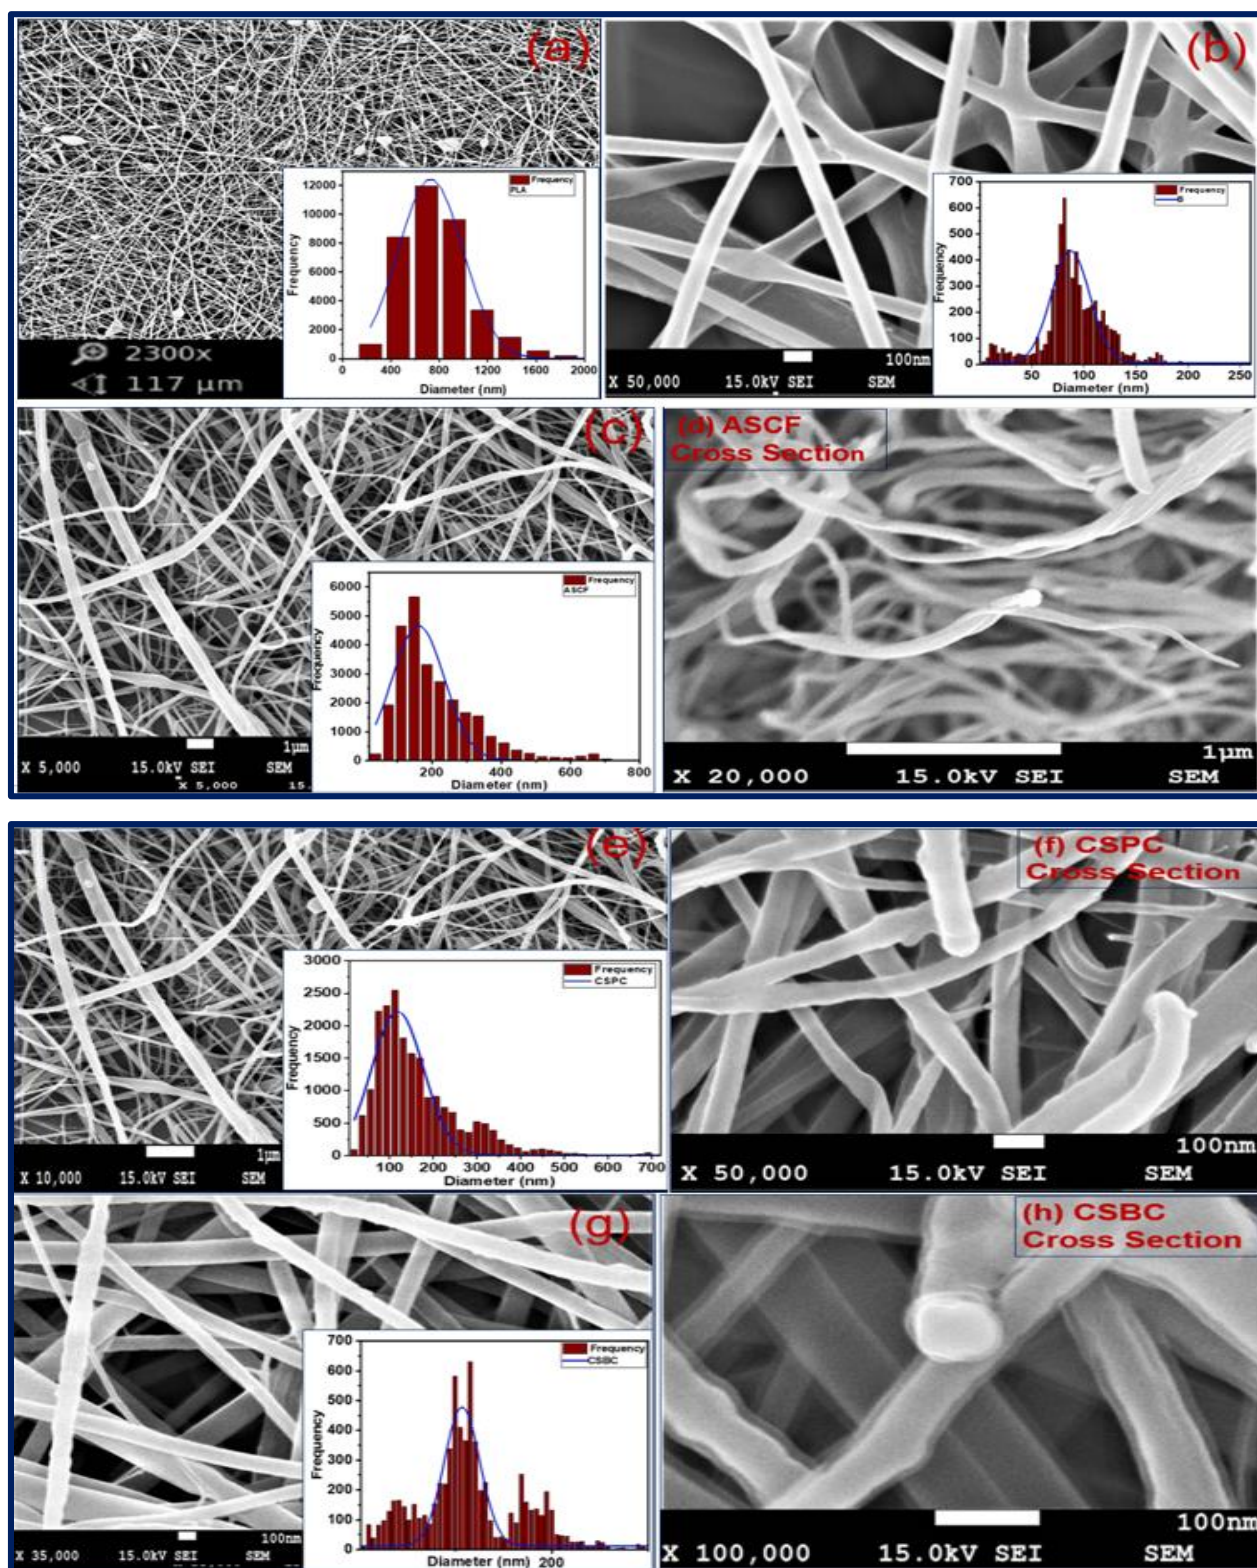 (a)
Frequency
PLA
12000
10000
8000
6000
4000
2000
0
Frequency
0 400 800 1200 1600 2000
Diameter (nm)
2300x
117 µm
(b)
Frequency
B
700
600
500
400
300
200
100
0
Frequency
50 100 150 200 250
Diameter (nm)
100nm
X 50,000 15.0kV SEI SEM
(c)
Frequency
ASCF
6000
5000
4000
3000
2000
1000
0
Frequency
200 400 600 800
Diameter (nm)
1µm
X 5,000 15.0kV SEI SEM
X 5,000 15.
(d) ASCF
Cross Section
1µm
X 20,000 15.0kV SEI SEM
(e)
Frequency
CSPC
3000
2500
2000
1500
1000
500
0
Frequency
100 200 300 400 500 600 700
Diameter (nm)
1µm
X 10,000 15.0kV SEI SEM
(f) CSPC
Cross Section
100nm
X 50,000 15.0kV SEI SEM
(g)
Frequency
CSBC
700
600
500
400
300
200
100
0
Frequency
Diameter (nm) 200
100nm
X 35,000 15.0kV SEI SEM
(h) CSBC
Cross Section
100nm
X 100,000 15.0kV SEI SEM